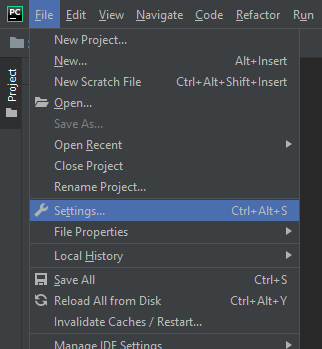 PC File Edit View Navigate Code Refactor Run
Project
New Project...
New... Alt+Insert
New Scratch File Ctrl+Alt+Shift+Insert
Open...
Save As...
Open Recent
Close Project
Rename Project...
Settings... Ctrl+Alt+S
File Properties
Local History
Save All Ctrl+S
Reload All from Disk Ctrl+Alt+Y
Invalidate Caches / Restart...
Manage IDE Settings